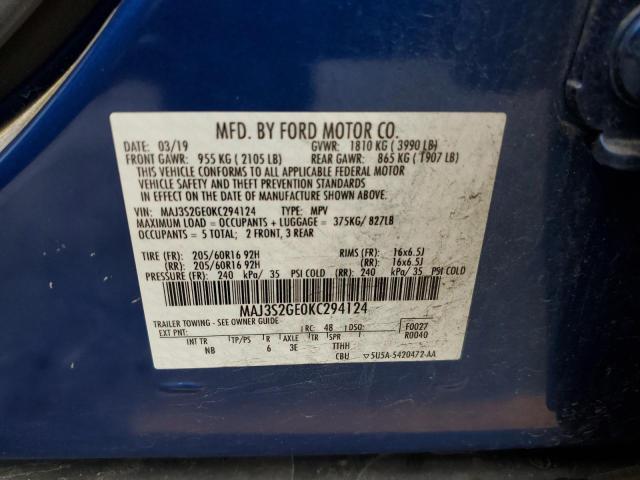 MFD. BY FORD MOTOR CO.
DATE: 03/19 GVWR: 1810 KG ( 3990 LB)
FRONT GAWR: 955 KG ( 2105 LB) REAR GAWR: 865 KG ( 1907 LB)
THIS VEHICLE CONFORMS TO ALL APPLICABLE FEDERAL MOTOR
VEHICLE SAFETY AND THEFT PREVENTION STANDARDS
IN EFFECT ON THE DATE OF MANUFACTURE SHOWN ABOVE.
VIN: MAJ3S2GE0KC294124 TYPE: MPV
MAXIMUM LOAD = OCCUPANTS + LUGGAGE = 375KG/ 827LB
OCCUPANTS = 5 TOTAL: 2 FRONT, 3 REAR
TIRE (FR): 205/60R16 92H RIMS (FR): 16x6.5J
(RR): 205/60R16 92H (RR): 16x6.5J
PRESSURE (FR): 240 kPa/ 35 PSI COLD (RR): 240 kPa/ 35 PSI COLD
MAJ3S2GE0KC294124
TRAILER TOWING - SEE OWNER GUIDE
EXT PNT: RC: 48 DSO: F0027
R0040
INT TR TP/PS R AXLE TR SPR
NB 6 3E TTHH
CBU ▽5U5A-5420472-AA